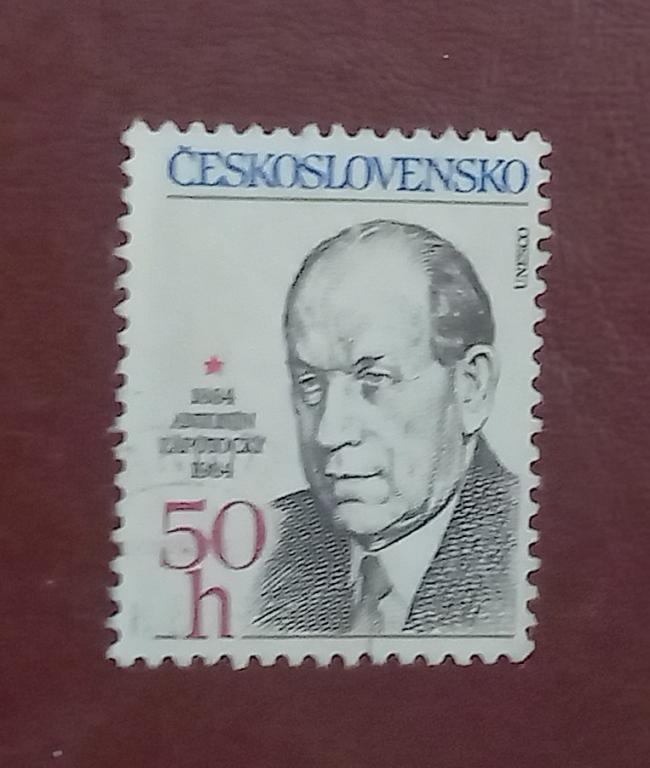 ČESKOSLOVENSKO
UNESCO
1884
ANTONÍN
ZÁPOTOCKÝ
1984
50
h